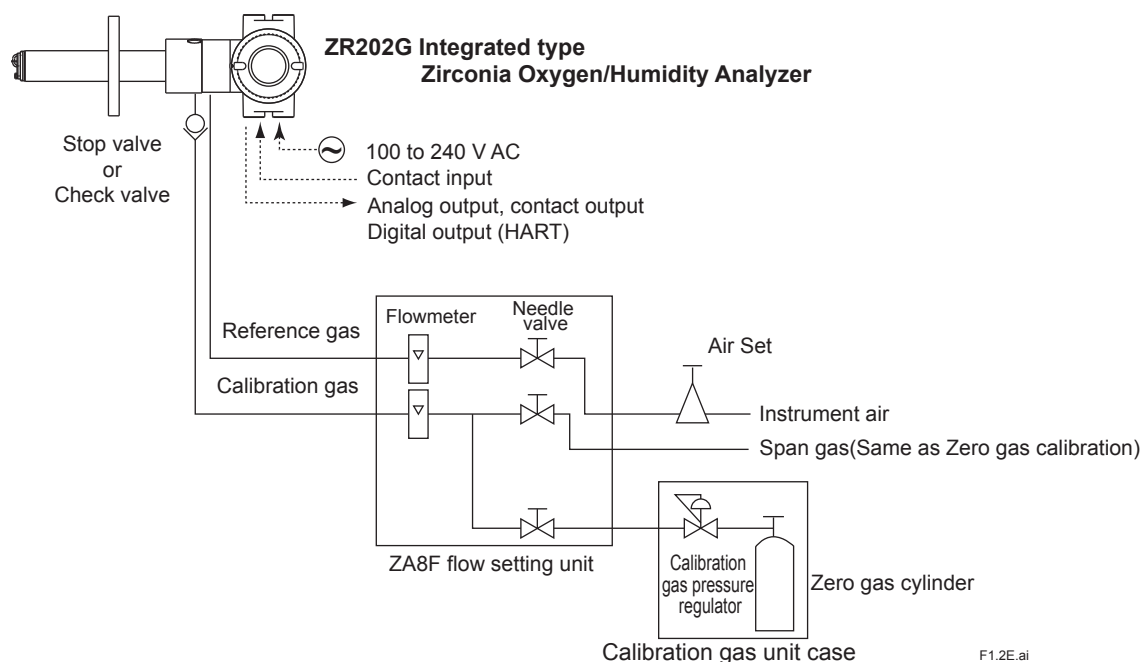 ZR202G Integrated type
Zirconia Oxygen/Humidity Analyzer
Stop valve
or
Check valve
100 to 240 V AC
Contact input
Analog output, contact output
Digital output (HART)
Reference gas
Flowmeter
Needle
valve
Air Set
Calibration gas
Instrument air
Span gas(Same as Zero gas calibration)
ZA8F flow setting unit
Calibration
gas pressure
regulator
Zero gas cylinder
Calibration gas unit case
F1.2E.ai